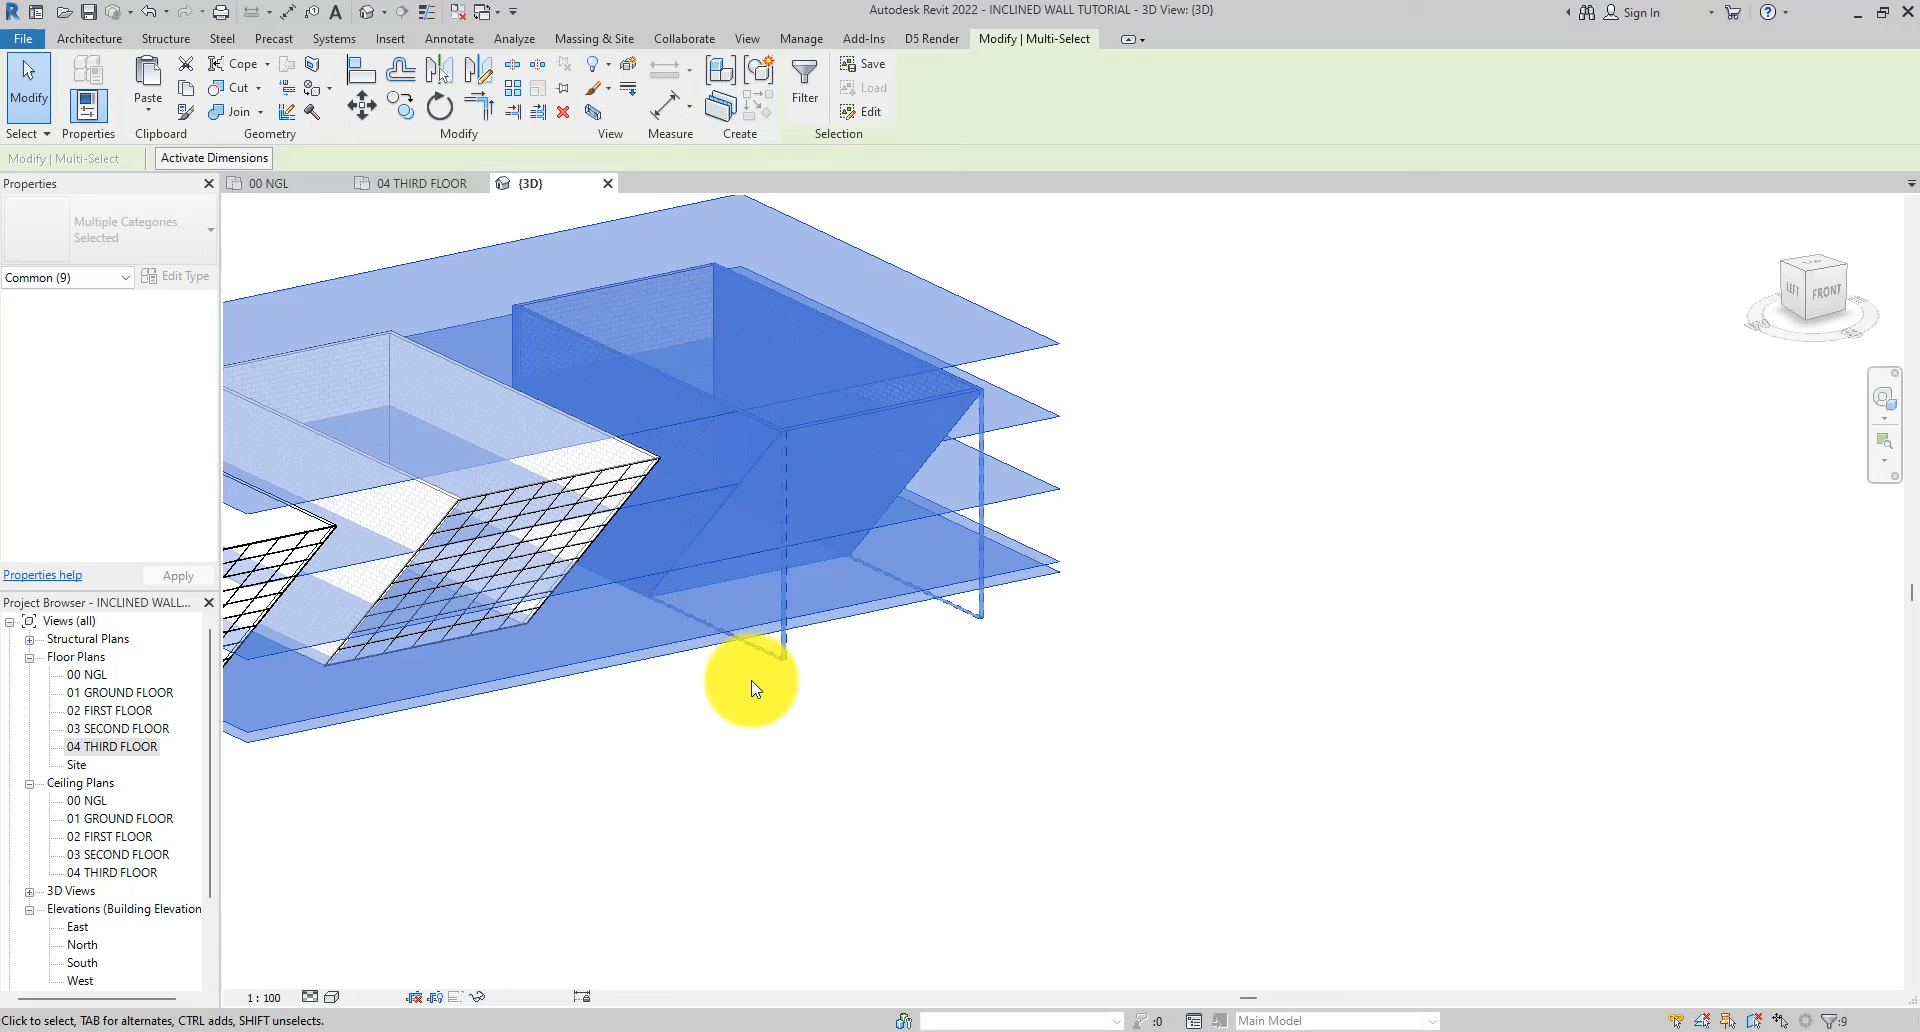 Autodesk Revit 2022 - INCLINED WALL TUTORIAL - 3D View: {3D}
Sign In
File
Architecture
Structure
Steel
Precast
Systems
Insert
Annotate
Analyze
Massing & Site
Collaborate
View
Manage
Add-Ins
D5 Render
Modify | Multi-Select
Modify
Paste
Cope
Cut
Join
Filter
Save
Load
Edit
Select
Properties
Clipboard
Geometry
Modify
View
Measure
Create
Selection
Modify | Multi-Select
Activate Dimensions
Properties
00 NGL
04 THIRD FLOOR
{3D}
Multiple Categories
Selected
Common (9)
Edit Type
LEFT
FRONT
Properties help
Apply
Project Browser - INCLINED WALL...
Views (all)
Structural Plans
Floor Plans
00 NGL
01 GROUND FLOOR
02 FIRST FLOOR
03 SECOND FLOOR
04 THIRD FLOOR
Site
Ceiling Plans
00 NGL
01 GROUND FLOOR
02 FIRST FLOOR
03 SECOND FLOOR
04 THIRD FLOOR
3D Views
Elevations (Building Elevation
East
North
South
West
1 : 100
Click to select, TAB for alternates, CTRL adds, SHIFT unselects.
:0
Main Model
:9